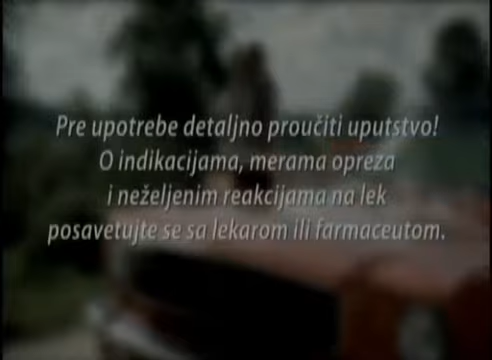 Pre upotrebe detaljno proučiti uputstvo!
O indikacijama, merama opreza
i neželjenim reakcijama na lek
posavetujte se sa lekarom ili farmaceutom.